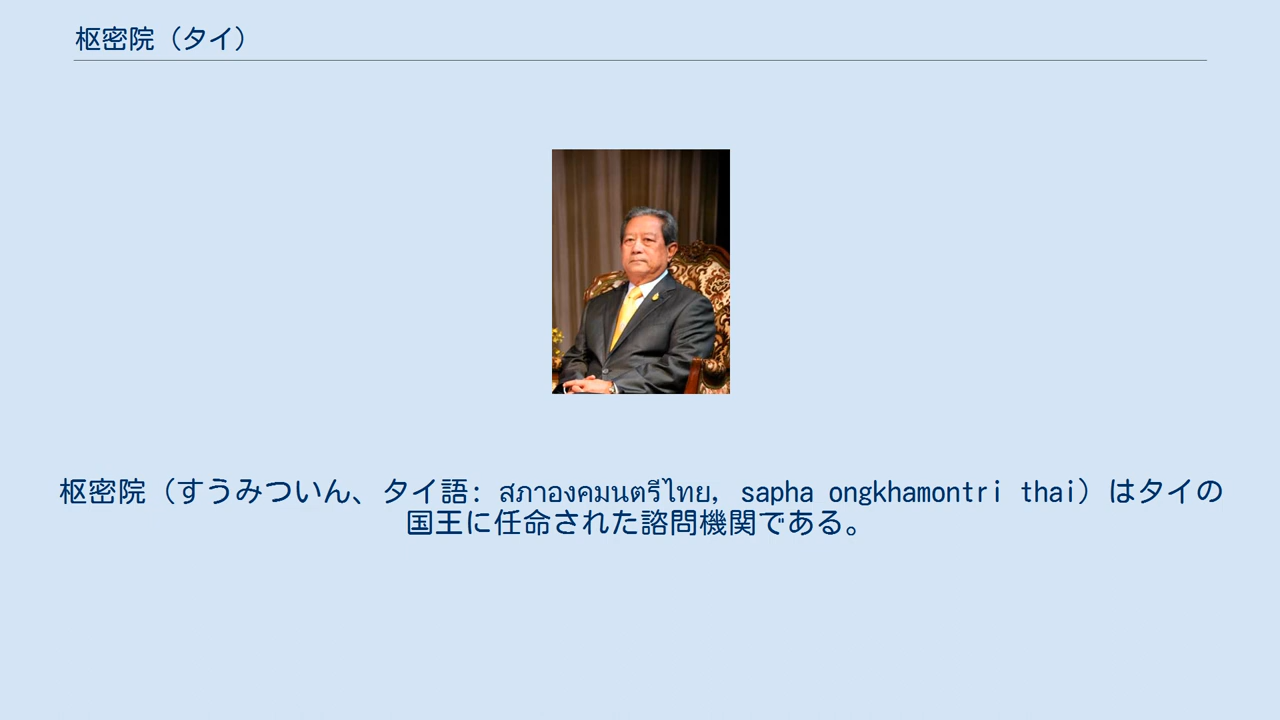 枢密院（タイ）
枢密院（すうみついん、タイ語: สภาองคมนตรีไทย, sapha ongkhamontri thai）はタイの
国王に任命された諮問機関である。